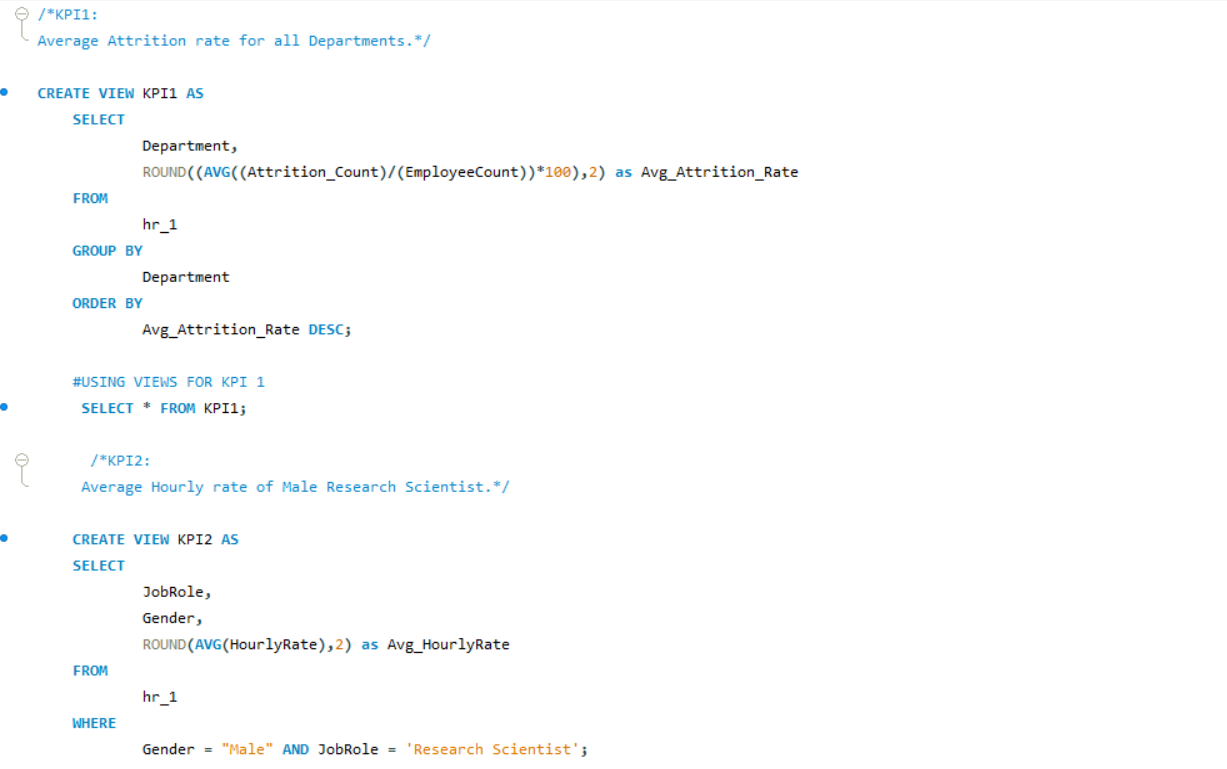 /*KPI1:
Average Attrition rate for all Departments.*/
CREATE VIEW KPI1 AS
SELECT
Department,
ROUND((AVG((Attrition_Count)/(EmployeeCount))*100),2) as Avg_Attrition_Rate
FROM
hr_1
GROUP BY
Department
ORDER BY
Avg_Attrition_Rate DESC;
#USING VIEWS FOR KPI 1
SELECT * FROM KPI1;
/*KPI2:
Average Hourly rate of Male Research Scientist.*/
CREATE VIEW KPI2 AS
SELECT
JobRole,
Gender,
ROUND(AVG(HourlyRate),2) as Avg_HourlyRate
FROM
hr_1
WHERE
Gender = "Male" AND JobRole = 'Research Scientist';